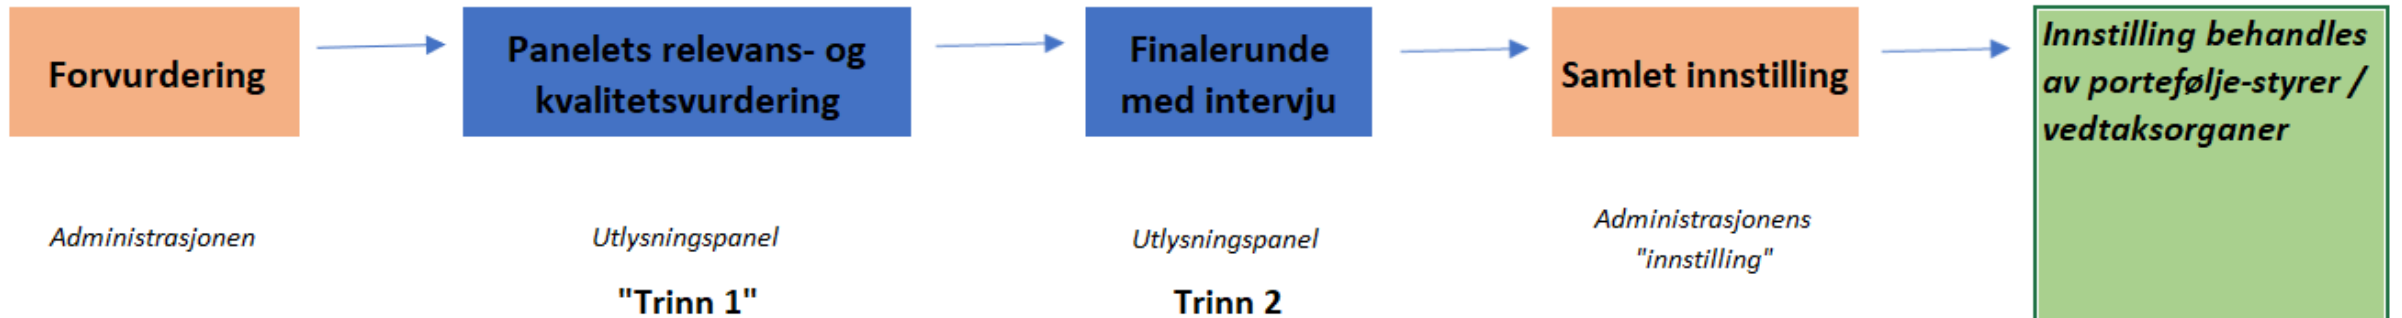 Forvurdering
Panelets relevans- og
kvalitetsvurdering
Finalerunde
med intervju
Samlet innstilling
Innstilling behandles
av portefølje-styrer /
vedtaksorganer
Administrasjonen
Utlysningspanel
"Trinn 1"
Utlysningspanel
Trinn 2
Administrasjonens
"innstilling"